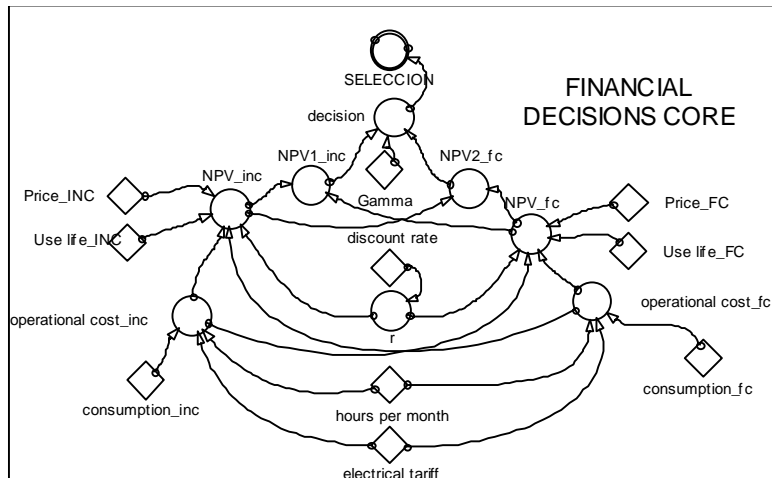 SELECCION
FINANCIAL
DECISIONS CORE
decision
NPV_inc
NPV1_inc
NPV2_fc
NPV_fc
Price_INC
Gamma
Price_FC
Use life_INC
discount rate
Use life_FC
operational cost_inc
r
operational cost_fc
consumption_inc
hours per month
consumption_fc
electrical tariff